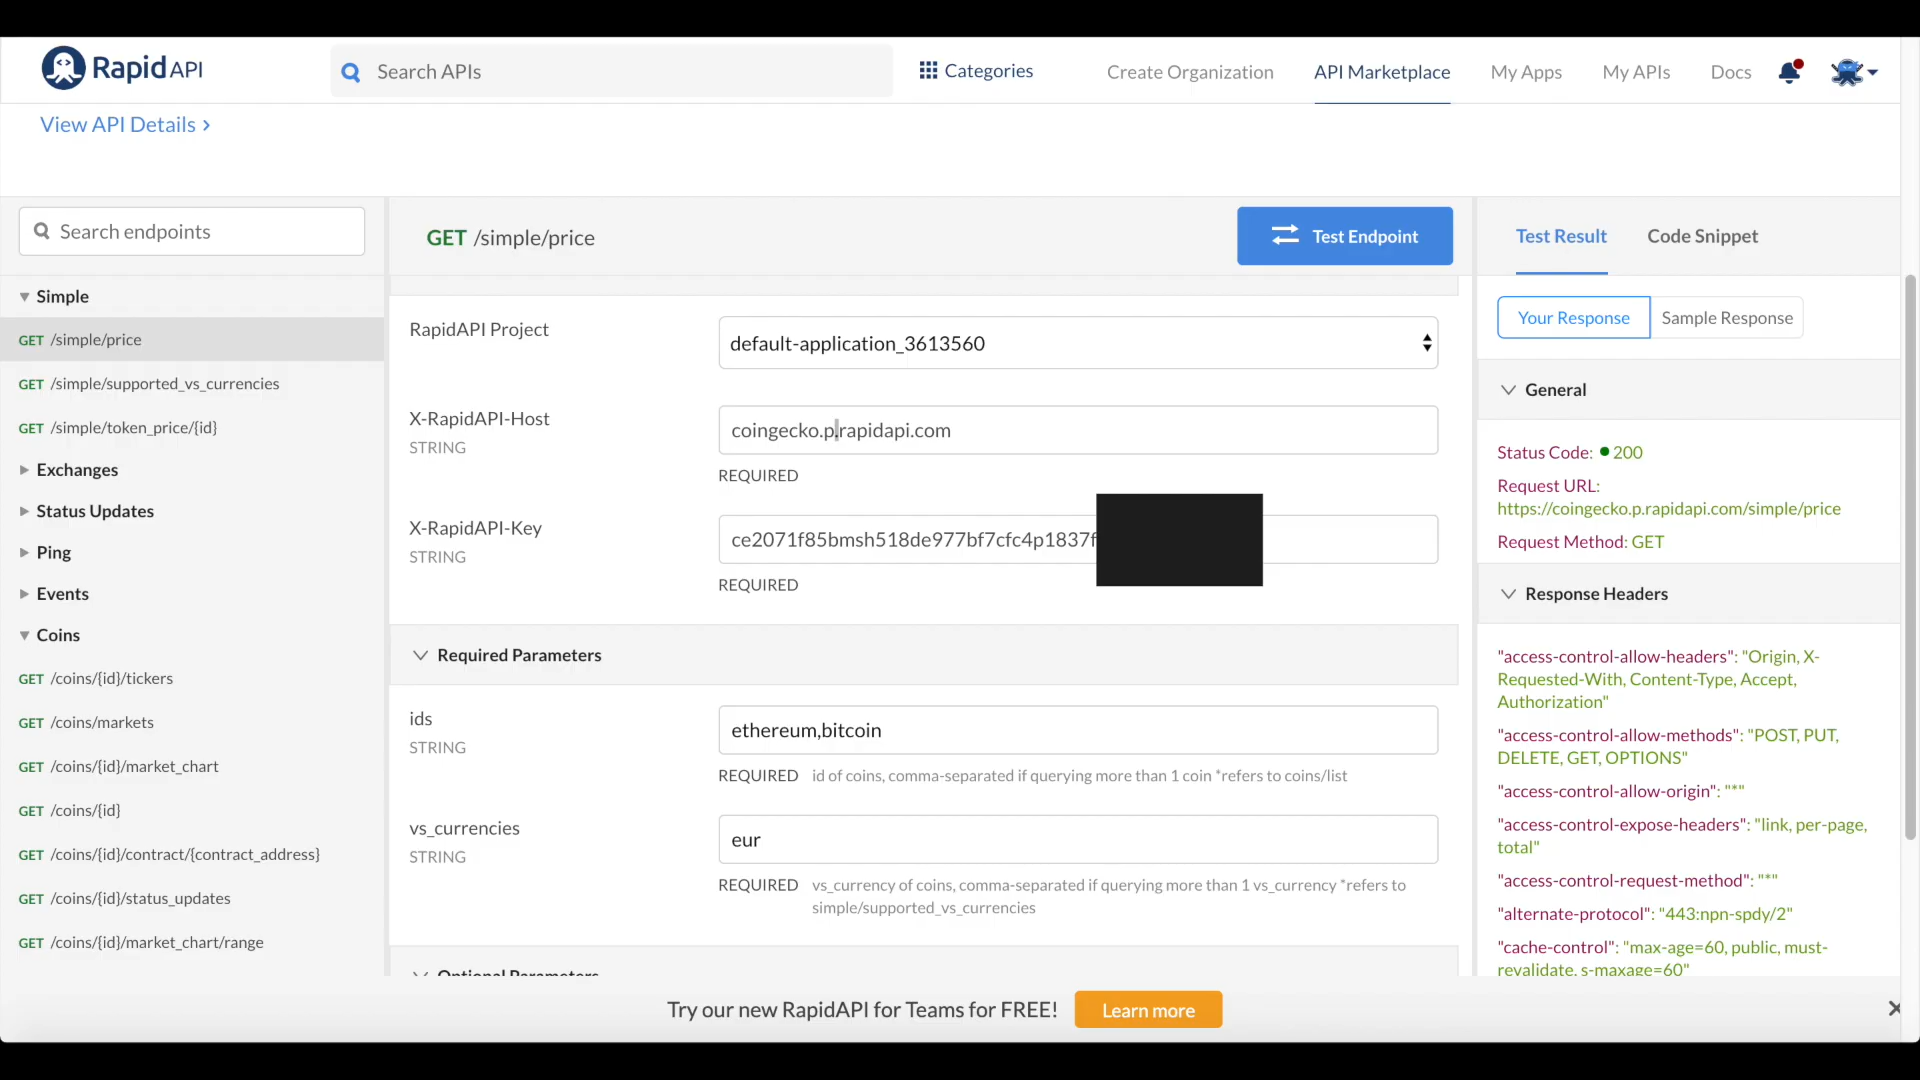 RapidAPI
Search APIs
Categories
Create Organization
API Marketplace
My Apps
My APIs
Docs
View API Details >
Search endpoints
Simple
GET /simple/price
GET /simple/supported_vs_currencies
GET /simple/token_price/{id}
Exchanges
Status Updates
Ping
Events
Coins
GET /coins/{id}/tickers
GET /coins/markets
GET /coins/{id}/market_chart
GET /coins/{id}
GET /coins/{id}/contract/{contract_address}
GET /coins/{id}/status_updates
GET /coins/{id}/market_chart/range
GET /simple/price
Test Endpoint
RapidAPI Project
default-application_3613560
X-RapidAPI-Host
STRING
coingecko.p.rapidapi.com
REQUIRED
X-RapidAPI-Key
STRING
ce2071f85bmsh518de977bf7cfc4p1837f
REQUIRED
Required Parameters
ids
STRING
ethereum,bitcoin
REQUIRED id of coins, comma-separated if querying more than 1 coin *refers to coins/list
vs_currencies
STRING
eur
REQUIRED vs_currency of coins, comma-separated if querying more than 1 vs_currency *refers to
simple/supported_vs_currencies
Optional Parameters
Test Result
Code Snippet
Your Response
Sample Response
General
Status Code: 200
Request URL:
https://coingecko.p.rapidapi.com/simple/price
Request Method: GET
Response Headers
"access-control-allow-headers": "Origin, X-
Requested-With, Content-Type, Accept,
Authorization"
"access-control-allow-methods": "POST, PUT,
DELETE, GET, OPTIONS"
"access-control-allow-origin": "*"
"access-control-expose-headers": "link, per-page,
total"
"access-control-request-method": "*"
"alternate-protocol": "443:npn-spdy/2"
"cache-control": "max-age=60, public, must-
revalidate, s-maxage=60"
Try our new RapidAPI for Teams for FREE!
Learn more